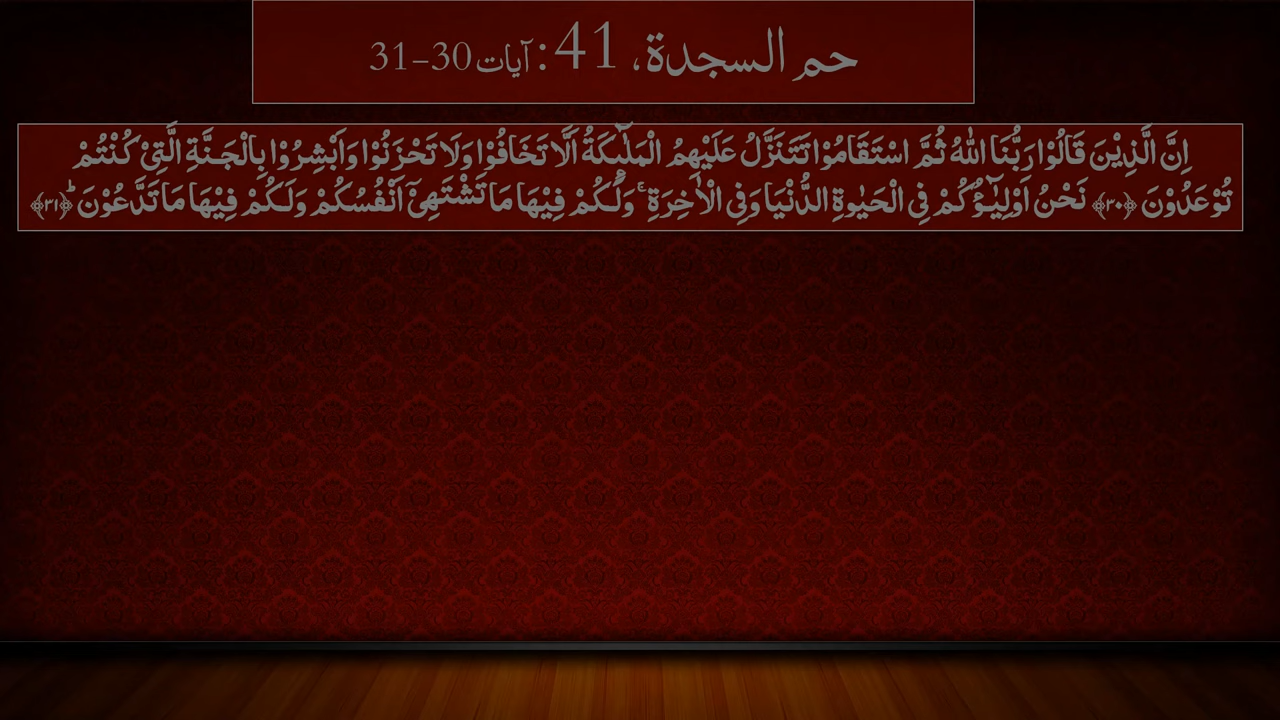 حم السجدة، 41: آیات 30-31
اِنَّ الَّذِیْنَ قَالُوْا رَبُّنَا اللّٰهُ ثُمَّ اسْتَقَامُوْا تَتَنَزَّلُ عَلَیْهِمُ الْمَلٰٓىِٕكَةُ اَلَّا تَخَافُوْا وَلَا تَحْزَنُوْا وَاَبْشِرُوْا بِالْجَنَّةِ الَّتِیْ كُنْتُمْ
تُوْعَدُوْنَ ﴿۳۰﴾ نَحْنُ اَوْلِیٰٓؤُكُمْ فِی الْحَیٰوةِ الدُّنْیَا وَفِی الْاٰخِرَةِ ۚ وَلَكُمْ فِیْهَا مَا تَشْتَهِیْۤ اَنْفُسُكُمْ وَلَكُمْ فِیْهَا مَا تَدَّعُوْنَ ؕ﴿۳۱﴾